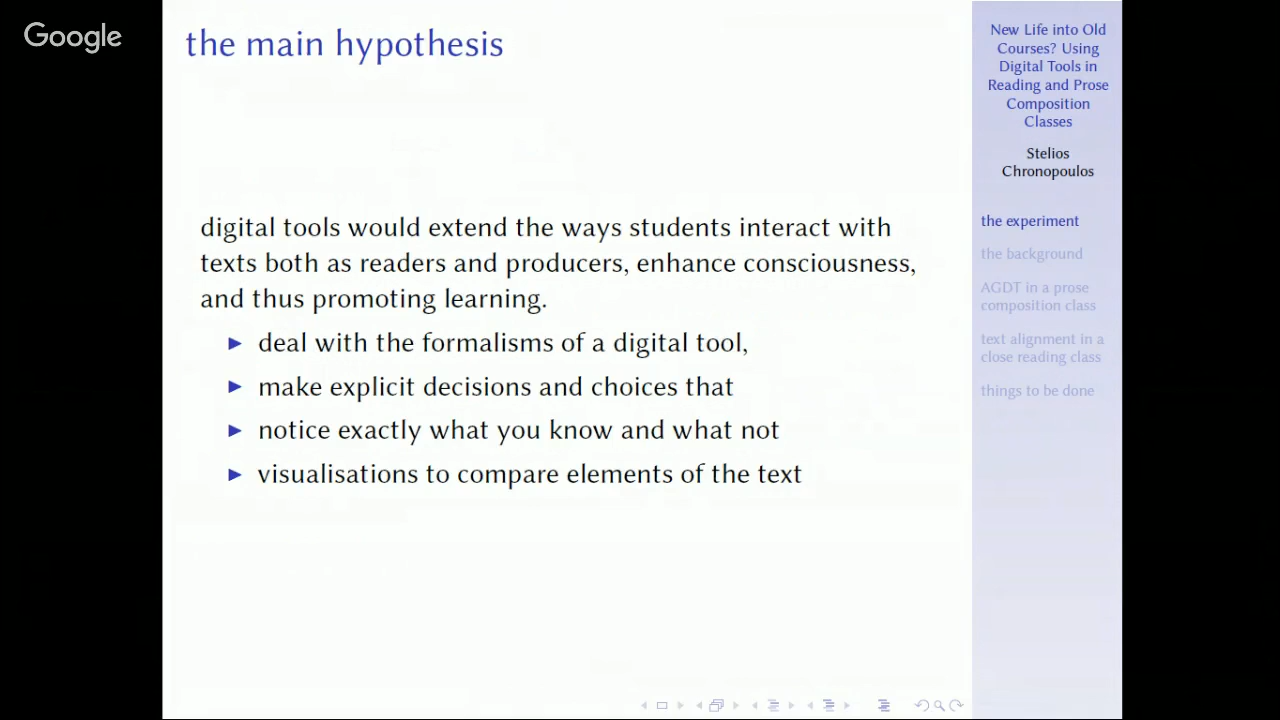 Google
the main hypothesis
digital tools would extend the ways students interact with
texts both as readers and producers, enhance consciousness,
and thus promoting learning.
deal with the formalisms of a digital tool,
make explicit decisions and choices that
notice exactly what you know and what not
visualisations to compare elements of the text
New Life into Old
Courses? Using
Digital Tools in
Reading and Prose
Composition
Classes
Stelios
Chronopoulos
the experiment
the background
AGDT in a prose
composition class
text alignment in a
close reading class
things to be done